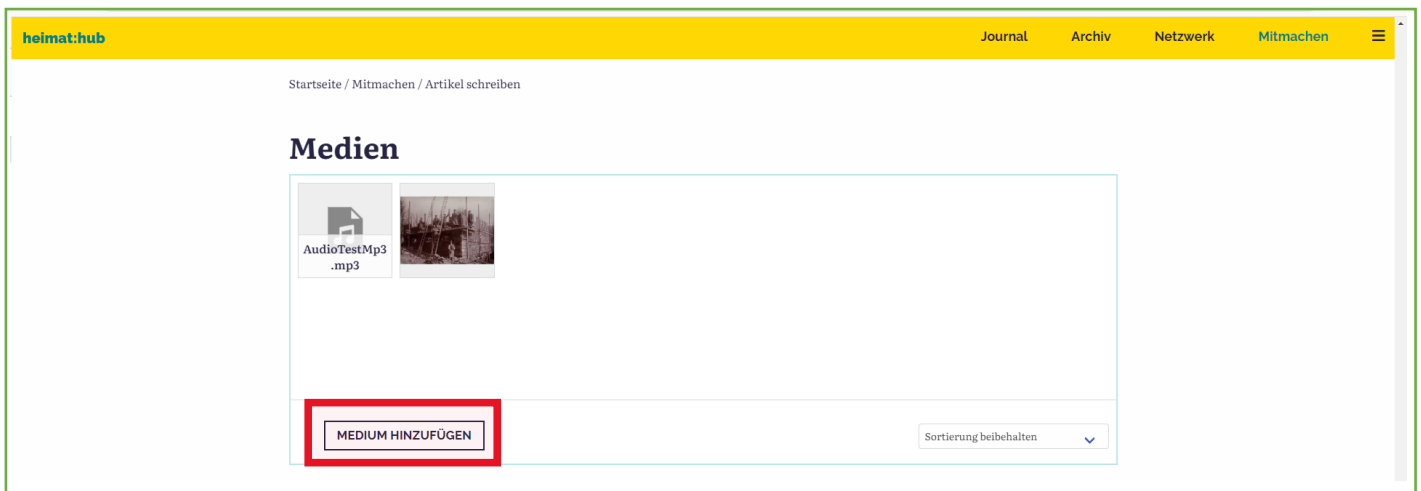 heimat:hub
Journal Archiv Netzwerk Mitmachen
Startseite / Mitmachen / Artikel schreiben
Medien
AudioTestMp3
.mp3
MEDIUM HINZUFÜGEN
Sortierung beibehalten